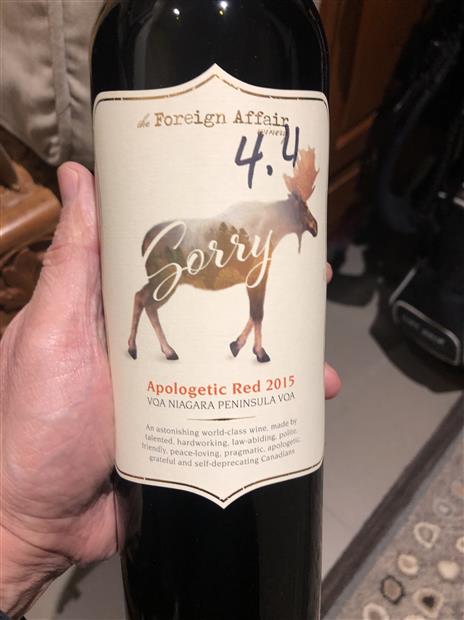 the Foreign Affair
WINERY
4.4
Sorry
Apologetic Red 2015
VQA NIAGARA PENINSULA VQA
An astonishing world-class wine, made by
talented, hardworking, law-abiding, polite,
friendly, peace-loving, pragmatic, apologetic,
grateful and self-deprecating Canadians